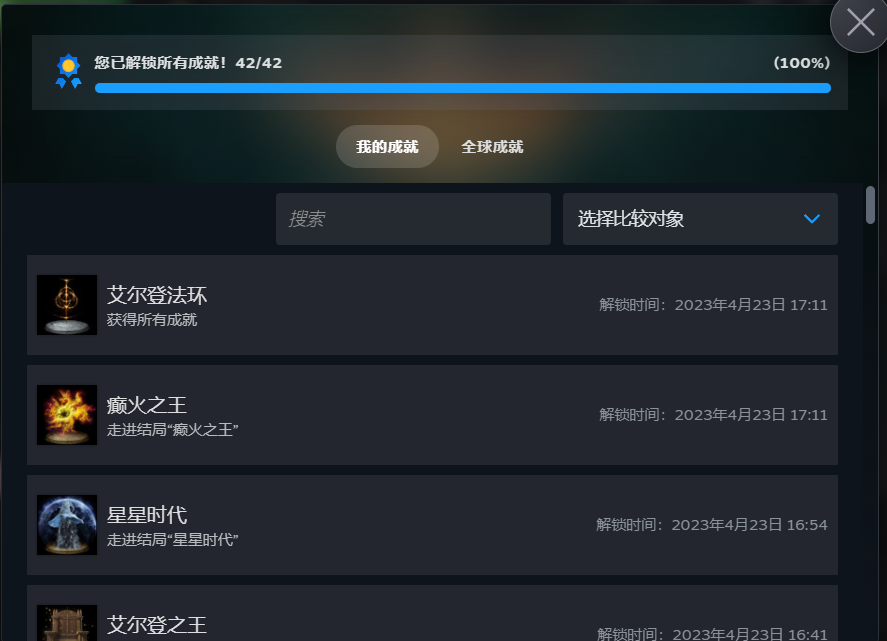 您已解锁所有成就！42/42 (100%)
我的成就 全球成就
搜索 选择比较对象
艾尔登法环
获得所有成就
解锁时间：2023年4月23日 17:11
癫火之王
走进结局“癫火之王”
解锁时间：2023年4月23日 17:11
星星时代
走进结局“星星时代”
解锁时间：2023年4月23日 16:54
艾尔登之王
解锁时间：2023年4月23日 16:41